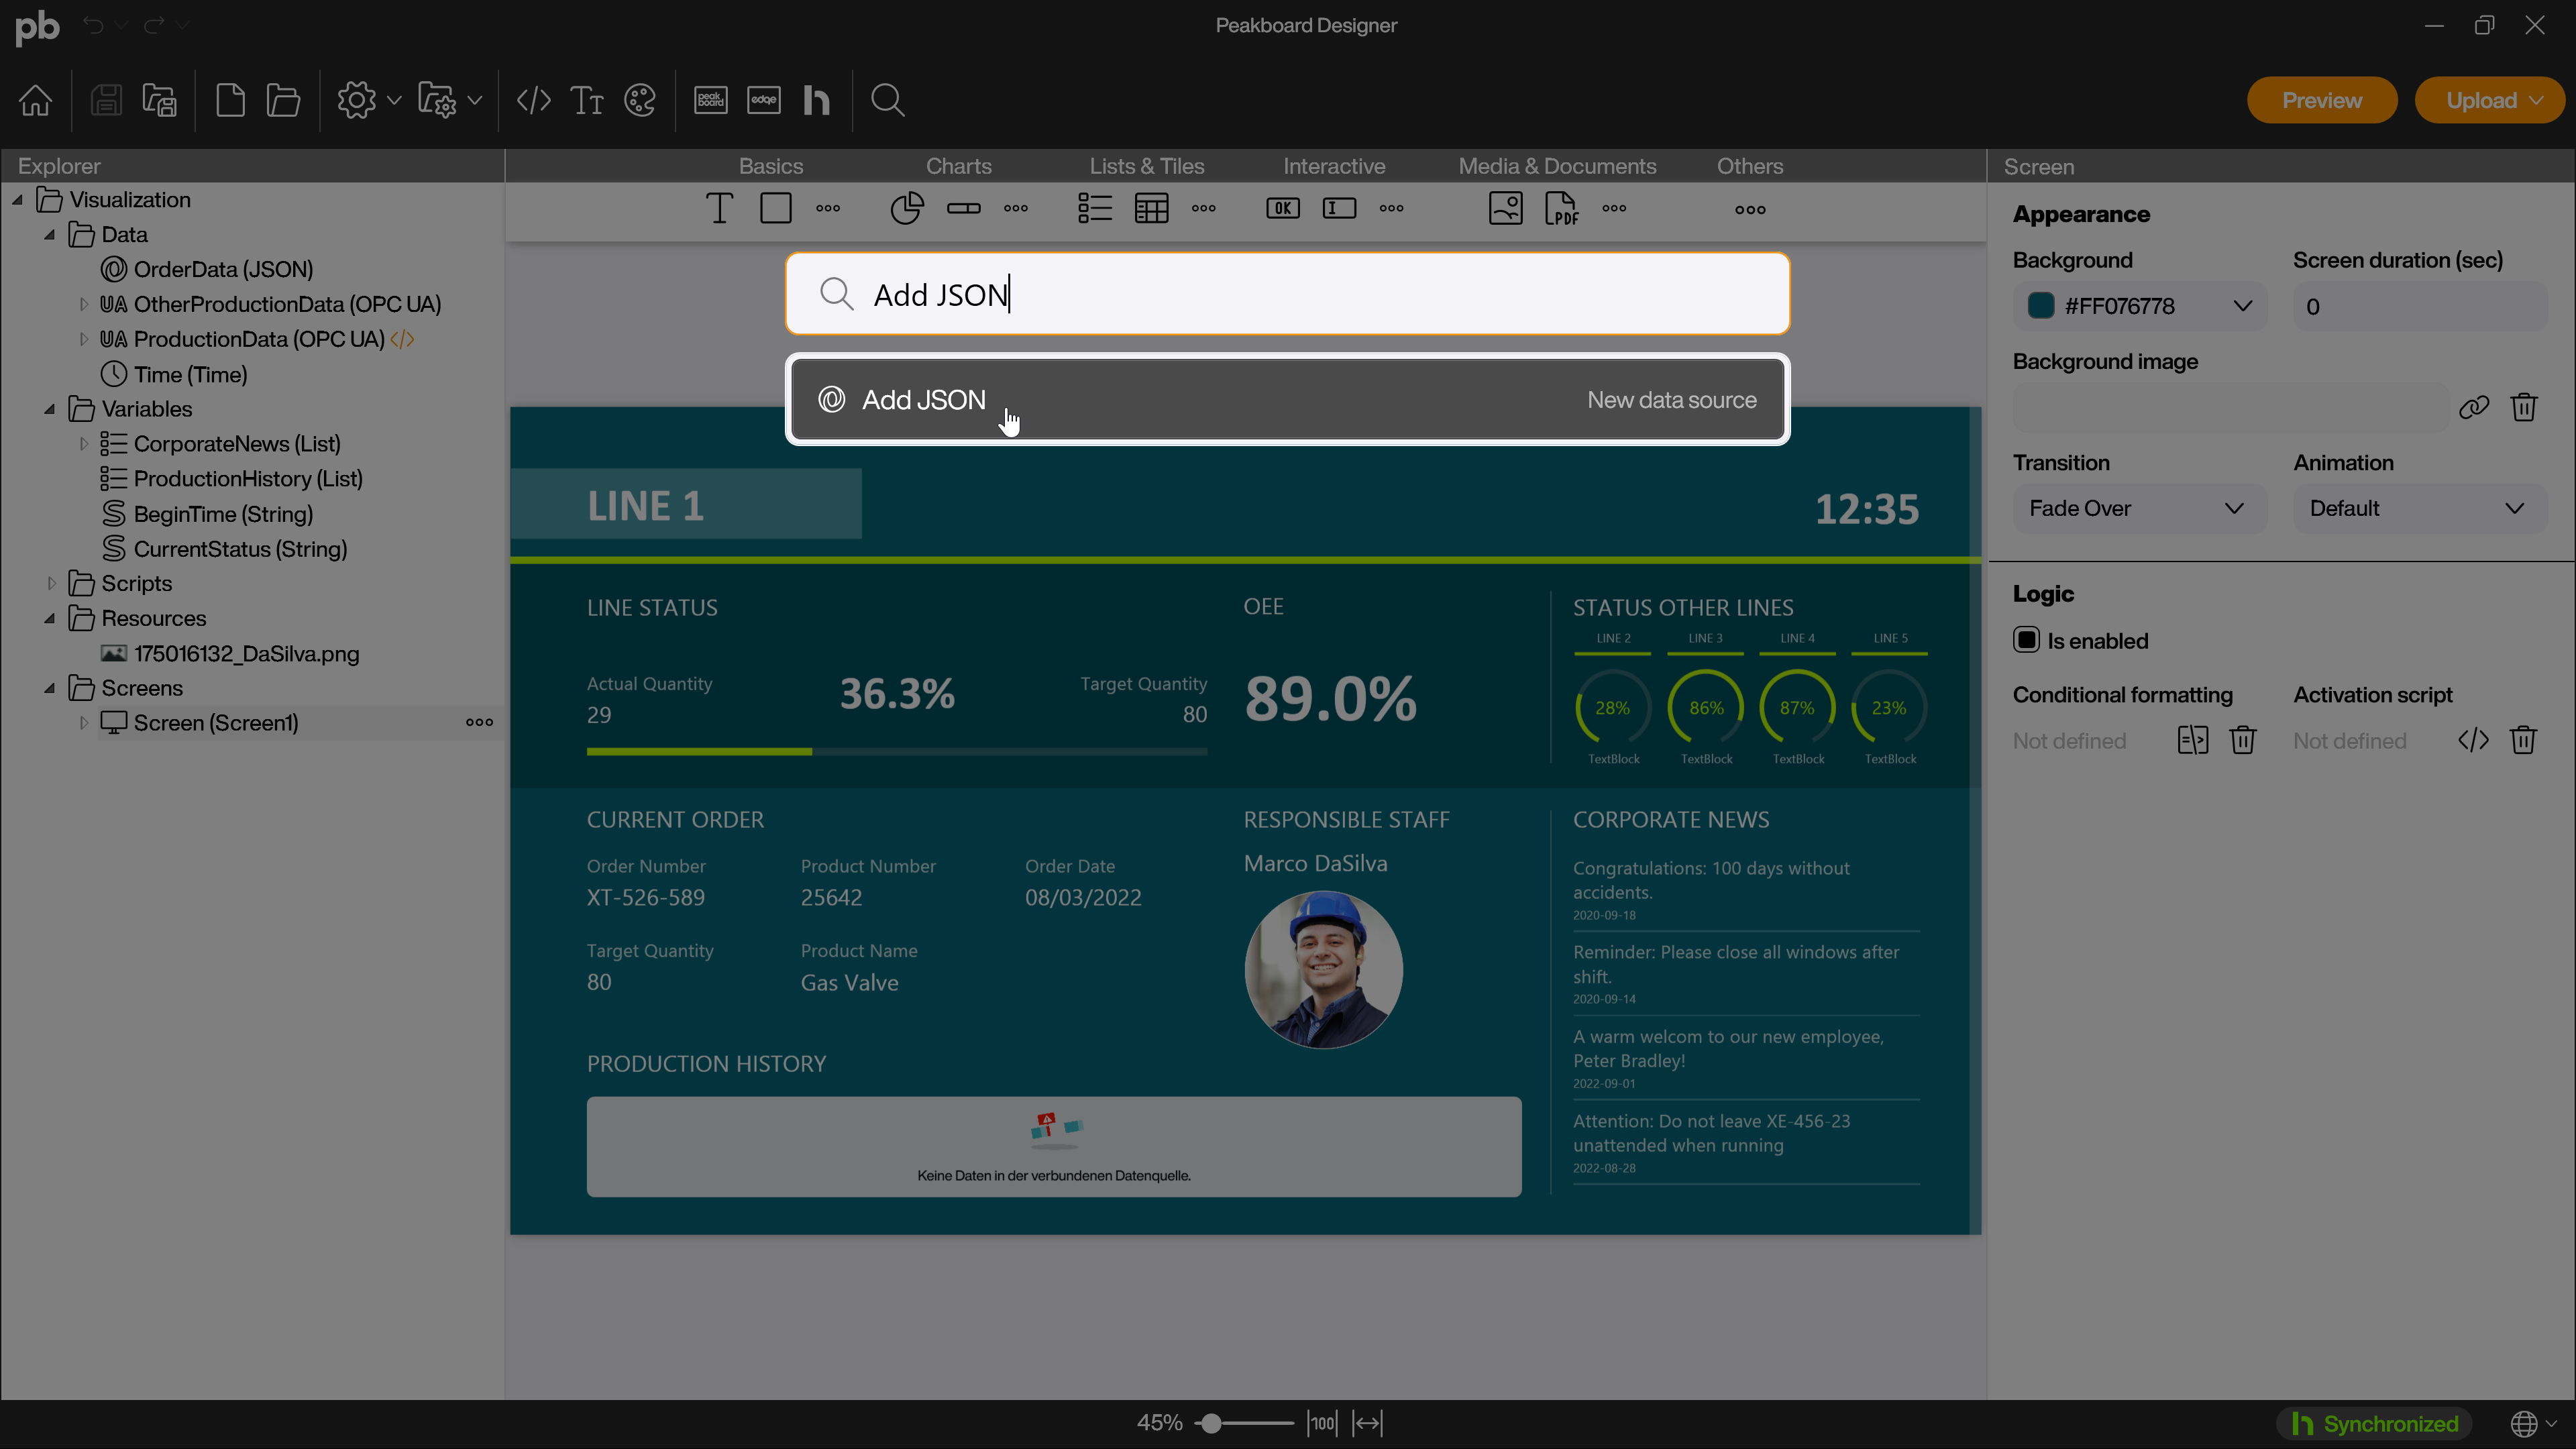 pb
Peakboard Designer
peak board
edge
Preview
Upload
Explorer
Basics
Charts
Lists & Tiles
Interactive
Media & Documents
Others
Screen
Visualization
Data
OrderData (JSON)
UA OtherProductionData (OPC UA)
UA ProductionData (OPC UA)
Time (Time)
Variables
CorporateNews (List)
ProductionHistory (List)
BeginTime (String)
CurrentStatus (String)
Scripts
Resources
175016132_DaSilva.png
Screens
Screen (Screen1)
OK
PDF
Add JSON
Add JSON
New data source
LINE 1
12:35
LINE STATUS
Actual Quantity
29
36.3%
Target Quantity
80
OEE
89.0%
STATUS OTHER LINES
LINE 2
LINE 3
LINE 4
LINE 5
28%
86%
87%
23%
TextBlock
TextBlock
TextBlock
TextBlock
CURRENT ORDER
Order Number
XT-526-589
Product Number
25642
Order Date
08/03/2022
Target Quantity
80
Product Name
Gas Valve
RESPONSIBLE STAFF
Marco DaSilva
CORPORATE NEWS
Congratulations: 100 days without
accidents.
2020-09-18
Reminder: Please close all windows after
shift.
2020-09-14
A warm welcom to our new employee,
Peter Bradley!
2022-09-01
Attention: Do not leave XE-456-23
unattended when running
2022-08-28
PRODUCTION HISTORY
Keine Daten in der verbundenen Datenquelle.
Appearance
Background
#FF076778
Screen duration (sec)
0
Background image
Transition
Fade Over
Animation
Default
Logic
Is enabled
Conditional formatting
Not defined
Activation script
Not defined
45%
100
Synchronized